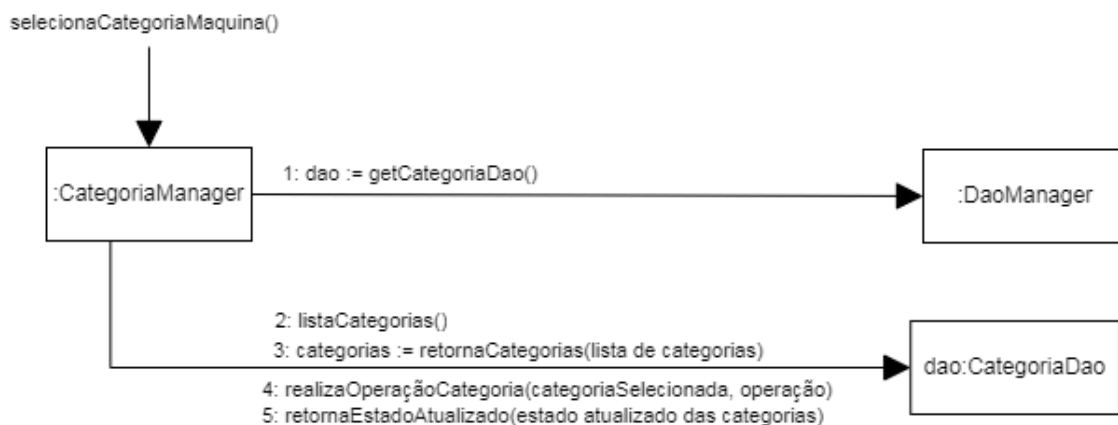 selecionaCategoriaMaquina()
:CategoriaManager
1: dao := getCategoriaDao()
:DaoManager
2: listaCategorias()
3: categorias := retornaCategorias(lista de categorias)
dao:CategoriaDao
4: realizaOperaçãoCategoria(categoriaSelecionada, operação)
5: retornaEstadoAtualizado(estado atualizado das categorias)